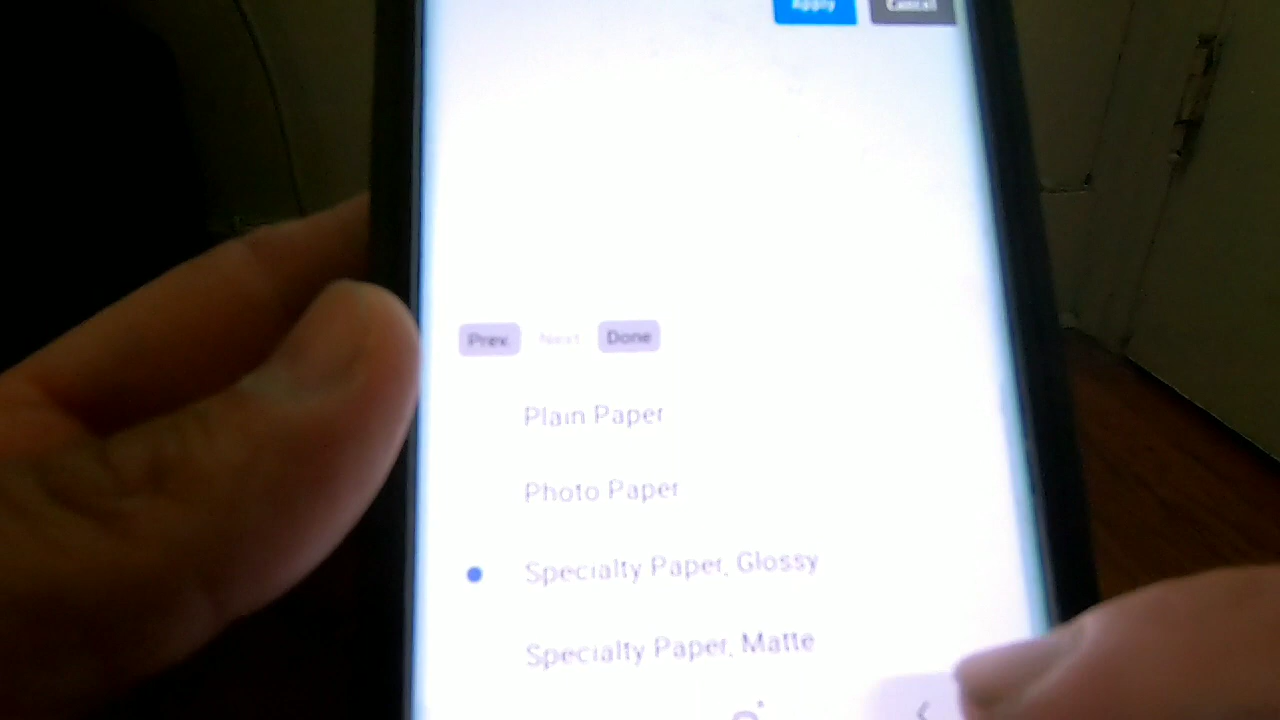 Apply Cancel
Prev Next Done
Plain Paper
Photo Paper
Specialty Paper, Glossy
Specialty Paper, Matte